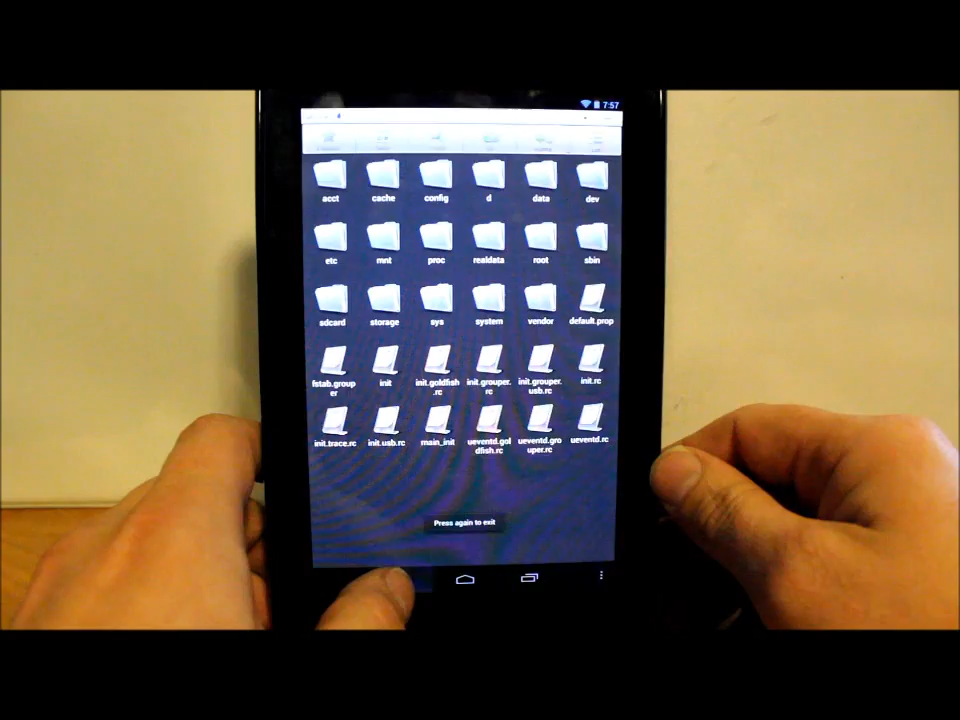 7:57
acct cache config d data dev
etc mnt proc realdata root sbin
sdcard storage sys system vendor default.prop
fstab.group init init.goldfish init.grouper. init.grouper. init.rc
er .rc rc usb.rc
init.trace.rc init.usb.rc main_init ueventd.gol ueventd.gro ueventd.rc
dfish.rc uper.rc
Press again to exit